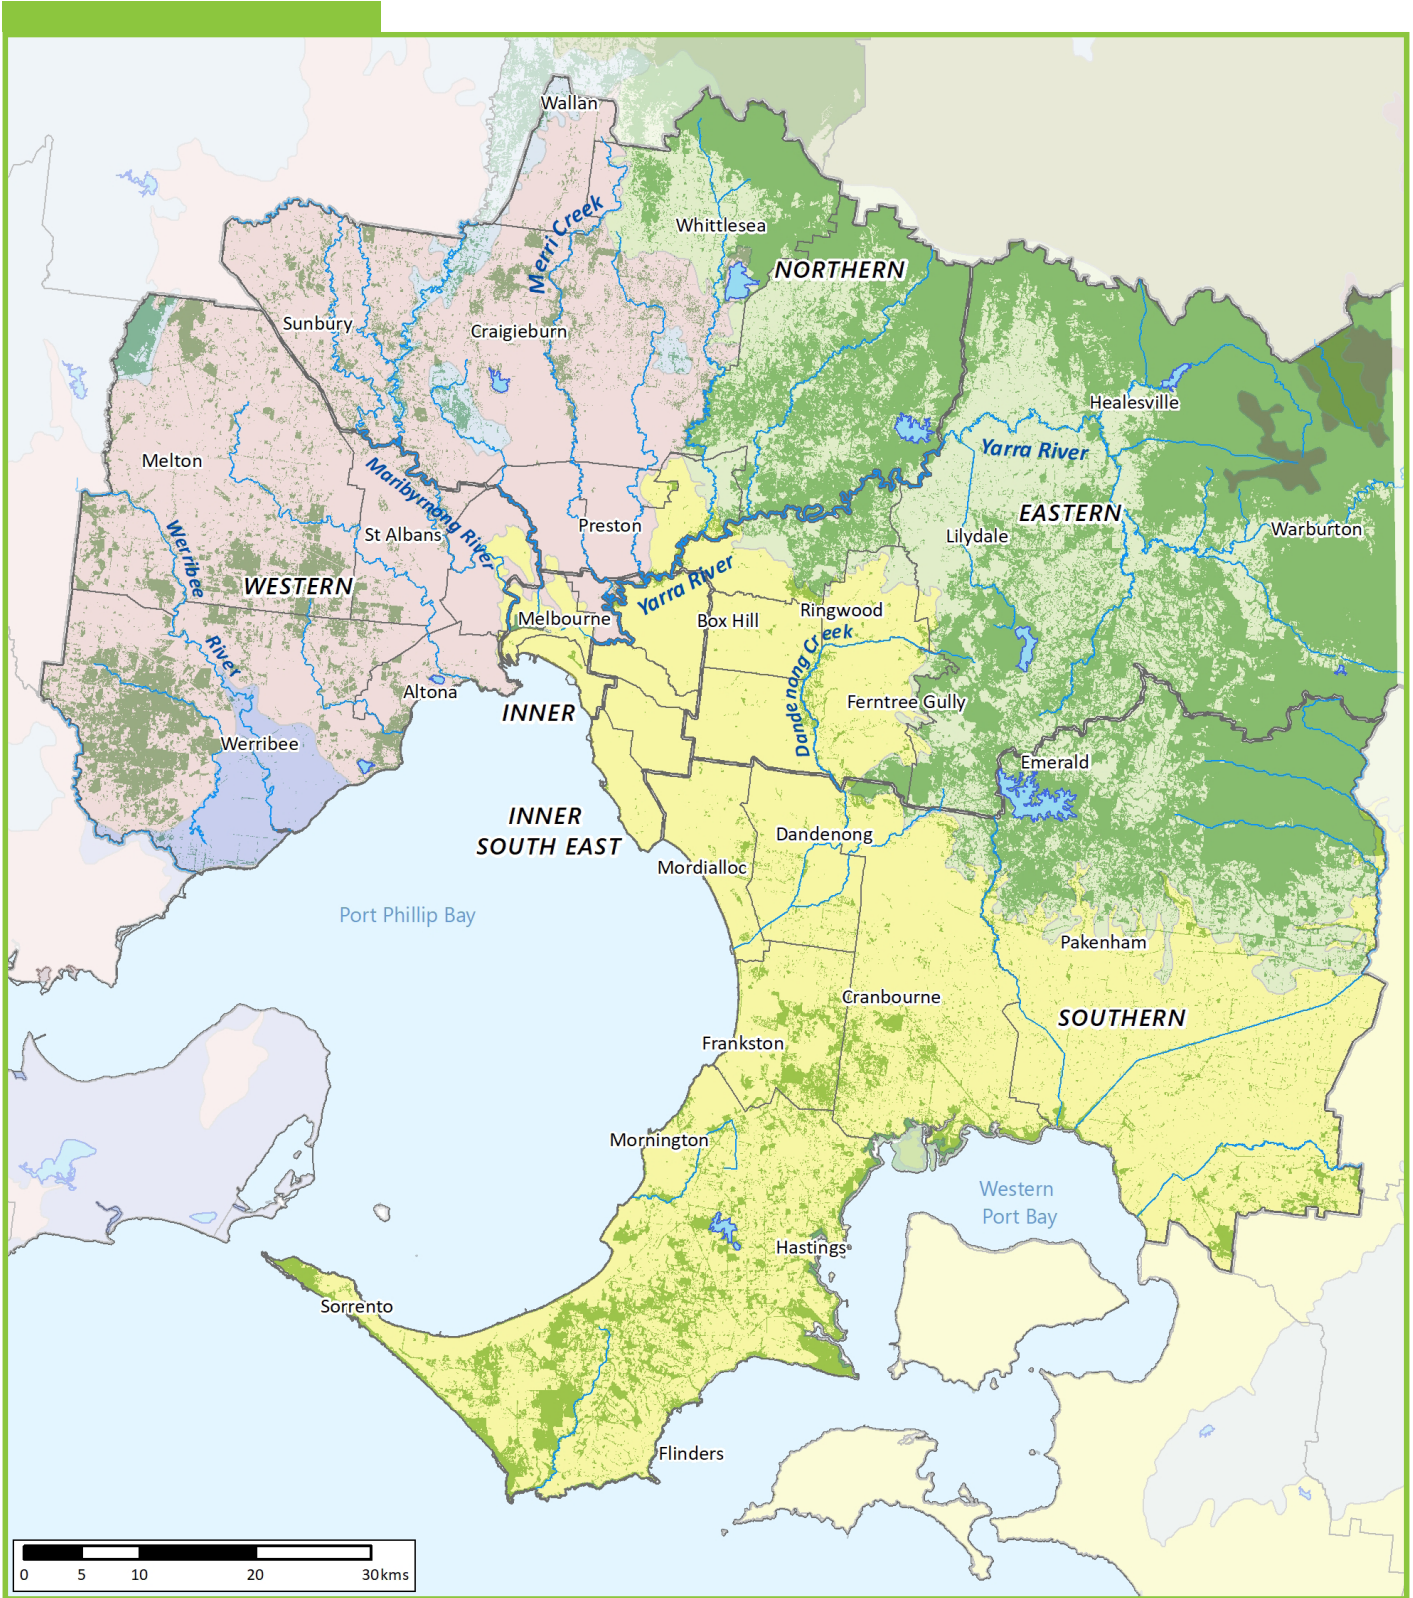 Wallan
Merri Creek
Whittlesea
NORTHERN
Sunbury
Craigieburn
Healesville
Yarra River
Melton
Maribyrnong River
EASTERN
St Albans
Preston
Lilydale
Warburton
Werribee
River
WESTERN
Yarra River
Melbourne
Box Hill
Ringwood
Dandenong Creek
Altona
INNER
Ferntree Gully
Werribee
Emerald
INNER
SOUTH EAST
Dandenong
Mordialloc
Port Phillip Bay
Pakenham
Cranbourne
SOUTHERN
Frankston
Mornington
Western
Port Bay
Hastings
Sorrento
Flinders
0 5 10 20 30 kms